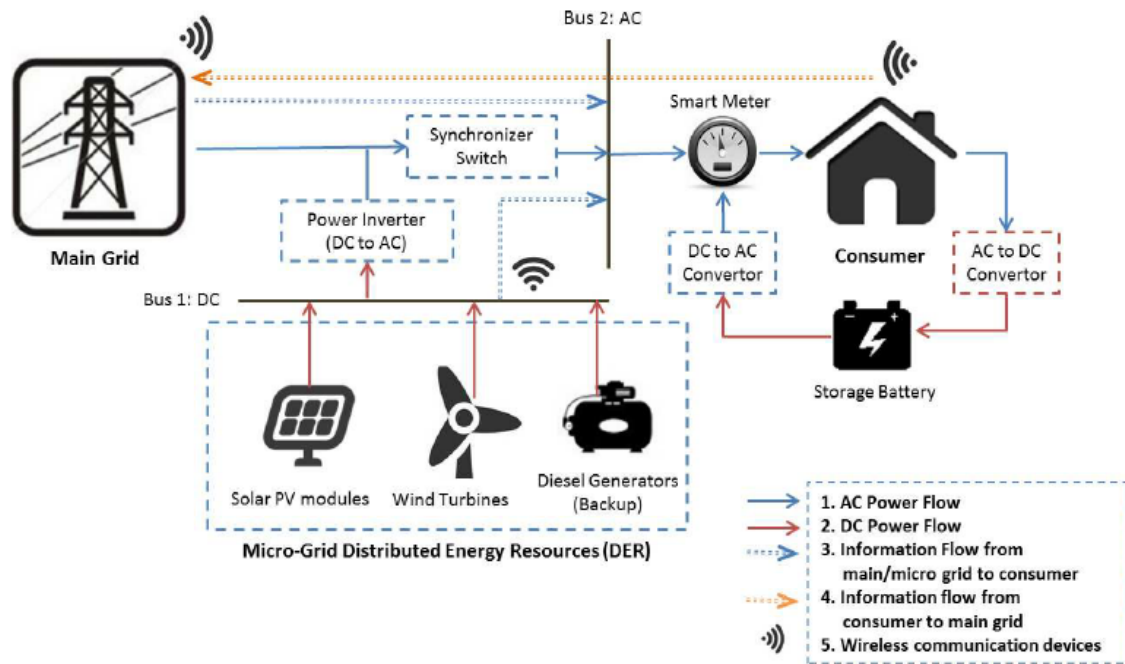 Bus 2: AC
Main Grid
Synchronizer
Switch
Smart Meter
Power Inverter
(DC to AC)
DC to AC
Convertor
Consumer
AC to DC
Convertor
Bus 1: DC
Storage Battery
Solar PV modules
Wind Turbines
Diesel Generators
(Backup)
Micro-Grid Distributed Energy Resources (DER)
1. AC Power Flow
2. DC Power Flow
3. Information Flow from
main/micro grid to consumer
4. Information flow from
consumer to main grid
5. Wireless communication devices